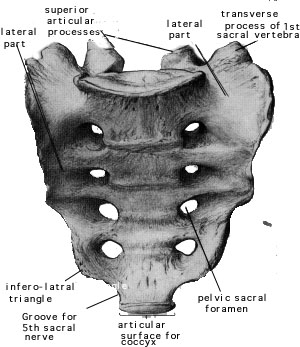 superior
articular
processes
lateral
part
lateral
part
transverse
process of 1st
sacral vertebra
infero-latral
triangle
angle
Groove for
5th sacral
nerve
articular
surface for
coccyx
pelvic sacral
foramen